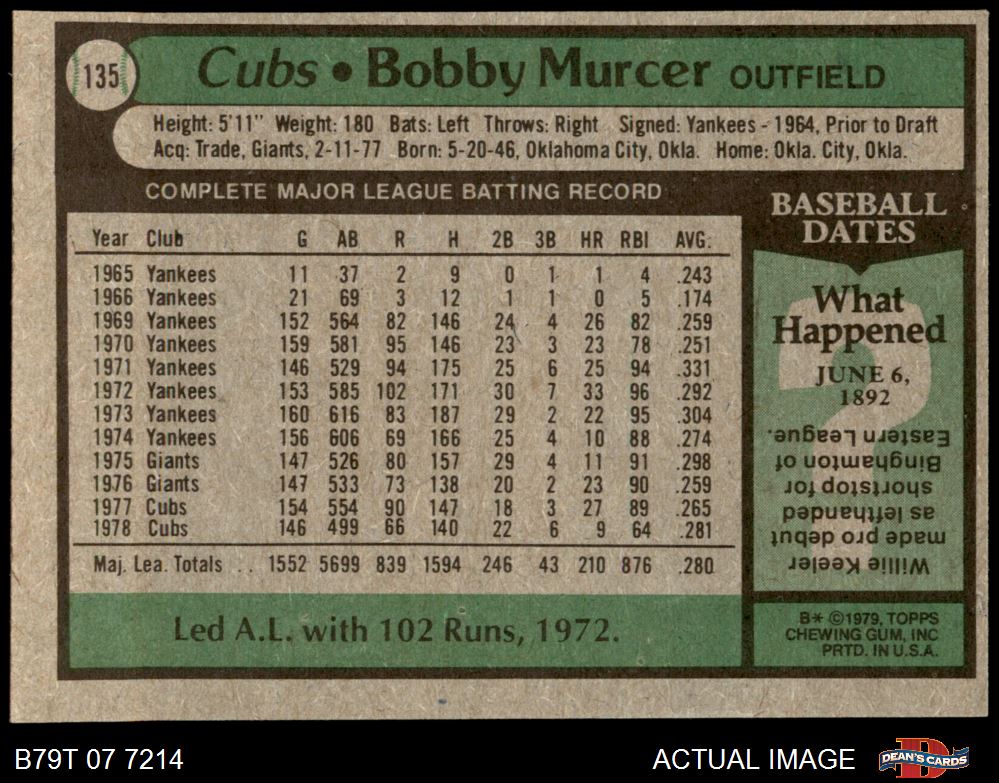 135
Cubs • Bobby Murcer OUTFIELD
Height: 5'11" Weight: 180 Bats: Left Throws: Right Signed: Yankees - 1964, Prior to Draft
Acq: Trade, Giants, 2-11-77 Born: 5-20-46, Oklahoma City, Okla. Home: Okla. City, Okla.
COMPLETE MAJOR LEAGUE BATTING RECORD
Year Club G AB R H 2B 3B HR RBI AVG.
1965 Yankees 11 37 2 9 0 1 1 4 .243
1966 Yankees 21 69 3 12 1 1 0 5 .174
1969 Yankees 152 564 82 146 24 4 26 82 .259
1970 Yankees 159 581 95 146 23 3 23 78 .251
1971 Yankees 146 529 94 175 25 6 25 94 .331
1972 Yankees 153 585 102 171 30 7 33 96 .292
1973 Yankees 160 616 83 187 29 2 22 95 .304
1974 Yankees 156 606 69 166 25 4 10 88 .274
1975 Giants 147 526 80 157 29 4 11 91 .298
1976 Giants 147 533 73 138 20 2 23 90 .259
1977 Cubs 154 554 90 147 18 3 27 89 .265
1978 Cubs 146 499 66 140 22 6 9 64 .281
Maj. Lea. Totals . . 1552 5699 839 1594 246 43 210 876 .280
Led A.L. with 102 Runs, 1972.
BASEBALL
DATES
What
Happened
JUNE 6,
1892
?
Willie Keeler
made pro debut
as lefthanded
shortstop for
Binghamton of
Eastern League.
B* ©1979, TOPPS
CHEWING GUM, INC
PRTD. IN U.S.A.
B79T 07 7214
ACTUAL IMAGE
DEAN'S CARDS